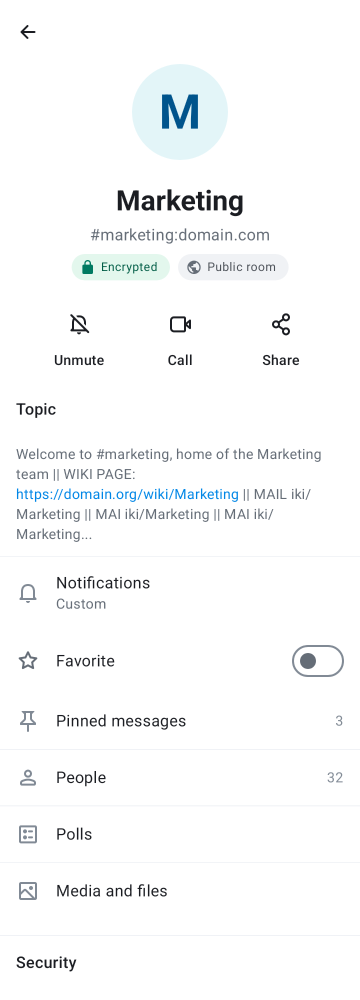 M
Marketing
#marketing:domain.com
Encrypted
Public room
Unmute
Call
Share
Topic
Welcome to #marketing, home of the Marketing
team || WIKI PAGE:
https://domain.org/wiki/Marketing || MAIL iki/
Marketing || MAI iki/Marketing || MAI iki/
Marketing...
Notifications
Custom
Favorite
Pinned messages 3
People 32
Polls
Media and files
Security